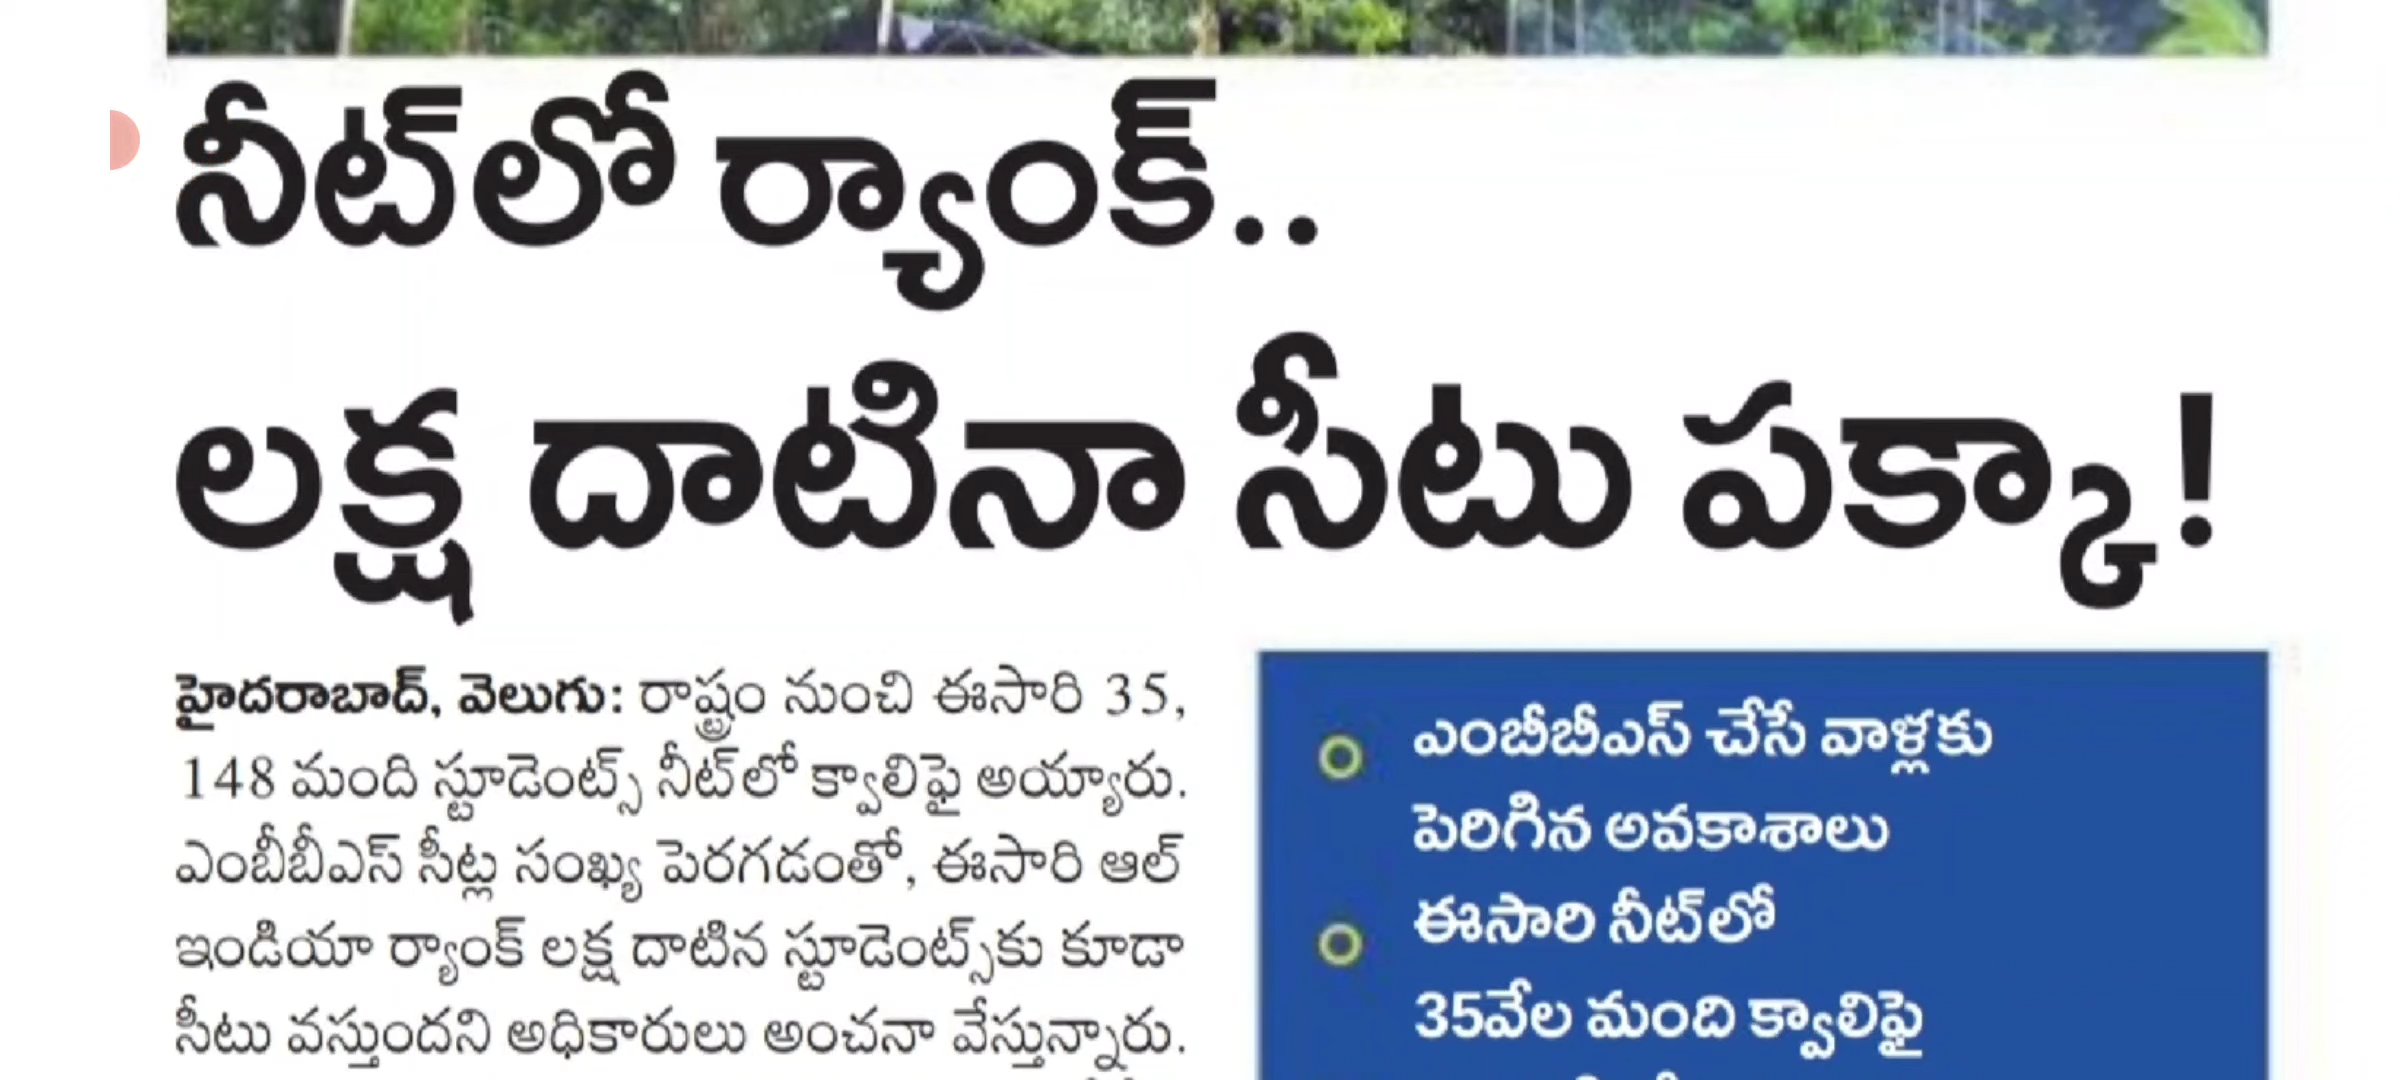 నీట్‌లో ర్యాంక్..
లక్ష దాటినా సీటు పక్కా!
హైదరాబాద్, వెలుగు: రాష్ట్రం నుంచి ఈసారి 35,
148 మంది స్టూడెంట్స్ నీట్‌లో క్వాలిఫై అయ్యారు.
ఎంబీబీఎస్ సీట్ల సంఖ్య పెరగడంతో, ఈసారి ఆల్
ఇండియా ర్యాంక్ లక్ష దాటిన స్టూడెంట్స్‌కు కూడా
సీటు వస్తుందని అధికారులు అంచనా వేస్తున్నారు.
ఎంబీబీఎస్ చేసే వాళ్లకు
పెరిగిన అవకాశాలు
ఈసారి నీట్‌లో
35వేల మంది క్వాలిఫై